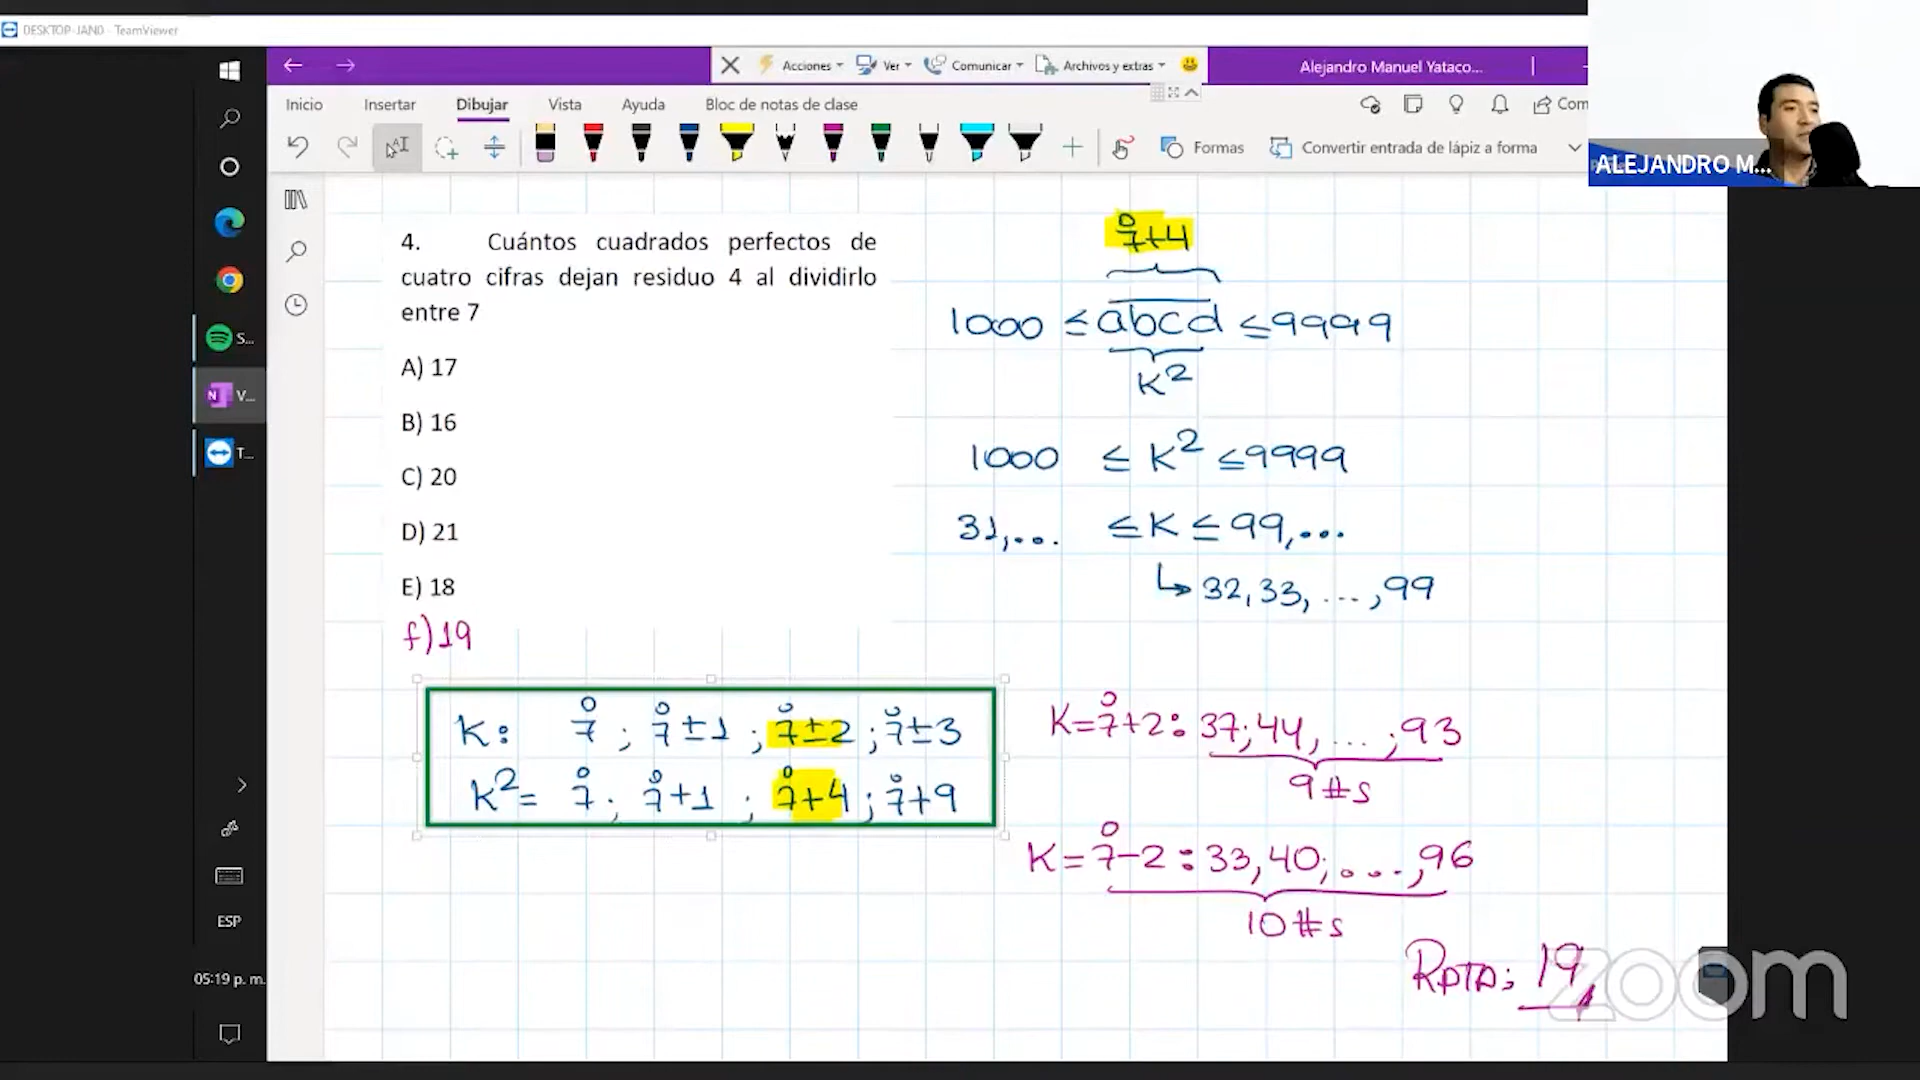 DESKTOP-JAND - TeamViewer
Acciones
Ver
Comunicar
Archivos y extras
Alejandro Manuel Yataco...
Inicio
Insertar
Dibujar
Vista
Ayuda
Bloc de notas de clase
Com
Formas
Convertir entrada de lápiz a forma
ALEJANDRO M...
S...
V...
T...
ESP
05:19 p. m.
4. Cuántos cuadrados perfectos de
cuatro cifras dejan residuo 4 al dividirlo
entre 7
A) 17
B) 16
C) 20
D) 21
E) 18
f) 19
7̊+4
1000 ≤ abcd ≤ 9999
K²
1000 ≤ K² ≤ 9999
31,... ≤ K ≤ 99,...
↳ 32, 33, ..., 99
K: 7̊ ; 7̊±1 ; 7̊±2 ; 7̊±3
K²= 7̊ ; 7̊+1 ; 7̊+4 ; 7̊+9
K=7̊+2: 37; 44, ... ; 93
9 #s
K=7̊-2: 33, 40, ...., 96
10 #s
Rpta: 19
zoom